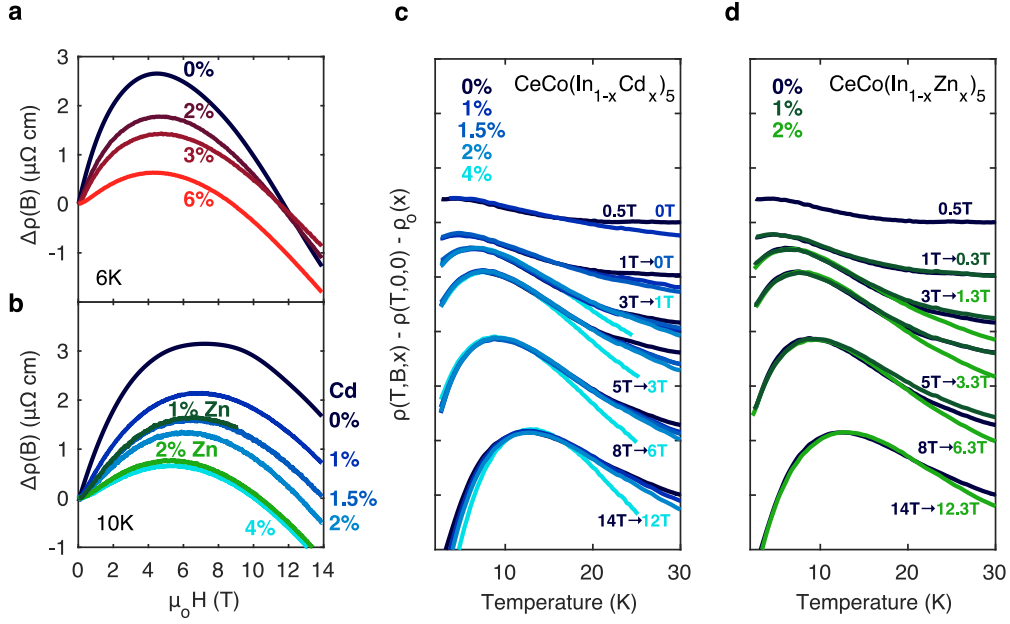 a
3
2
1
0
-1
Δρ(B) (μΩ cm)
0%
2%
3%
6%
6K
b
3
2
1
0
-1
Δρ(B) (μΩ cm)
Cd
0%
1%
1.5%
2%
4%
1% Zn
2% Zn
10K
0 2 4 6 8 10 12 14
μoH (T)
c
CeCo(In1-xCdx)5
0%
1%
1.5%
2%
4%
0.5T 0T
1T→0T
3T→1T
5T→3T
8T→6T
14T→12T
ρ(T,B,x) - ρ(T,0,0) - ρo(x)
10 20 30
Temperature (K)
d
CeCo(In1-xZnx)5
0%
1%
2%
0.5T
1T→0.3T
3T→1.3T
5T→3.3T
8T→6.3T
14T→12.3T
10 20 30
Temperature (K)